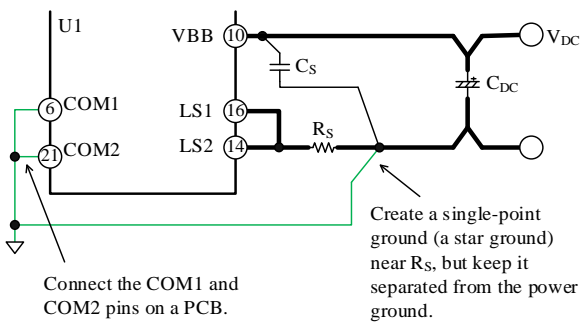 U1
VBB
10
CS
VDC
CDC
6
COM1
LS1
16
RS
21
COM2
LS2
14
Create a single-point
ground (a star ground)
near RS, but keep it
separated from the power
ground.
Connect the COM1 and
COM2 pins on a PCB.